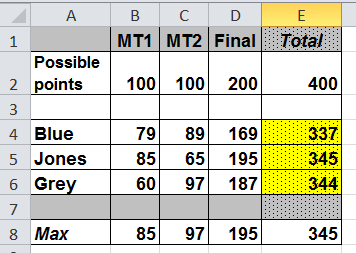 A B C D E
1 MT1 MT2 Final Total
Possible
2 points 100 100 200 400
3
4 Blue 79 89 169 337
5 Jones 85 65 195 345
6 Grey 60 97 187 344
7
8 Max 85 97 195 345